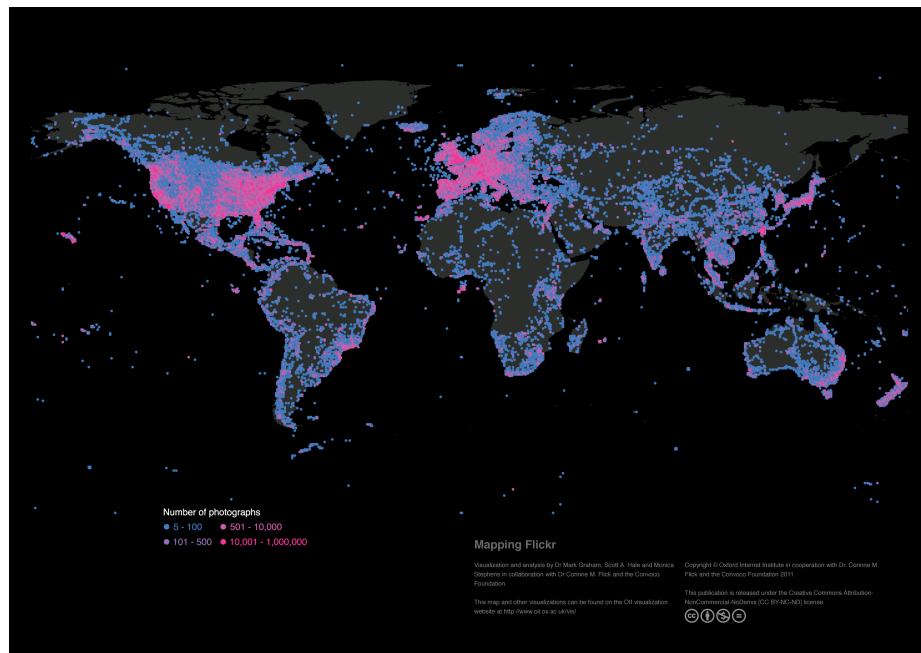 Number of photographs
5 - 100
501 - 10,000
101 - 500
10,001 - 1,000,000
Mapping Flickr
Visualization and analysis by Dr Mark Graham, Scott A. Hale and Monica
Stephens in collaboration with Dr Corinne M. Flick and the Convoco
Foundation.
This map and other visualizations can be found on the OII visualization
website at http://www.oii.ox.ac.uk/vis/
Copyright © Oxford Internet Institute in cooperation with Dr. Corinne M.
Flick and the Convoco Foundation 2011
This publication is released under the Creative Commons Attribution-
NonCommercial-NoDerivs [CC BY-NC-ND] license.